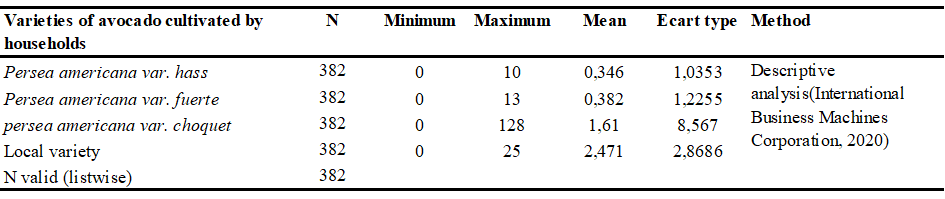 Varieties of avocado cultivated by households N Minimum Maximum Mean Ecart type Method
Persea americana var. hass 382 0 10 0,346 1,0353 Descriptive
Persea americana var. fuerte 382 0 13 0,382 1,2255 analysis(International
persea americana var. choquet 382 0 128 1,61 8,567 Business Machines
Local variety 382 0 25 2,471 2,8686 Corporation, 2020)
N valid (listwise) 382